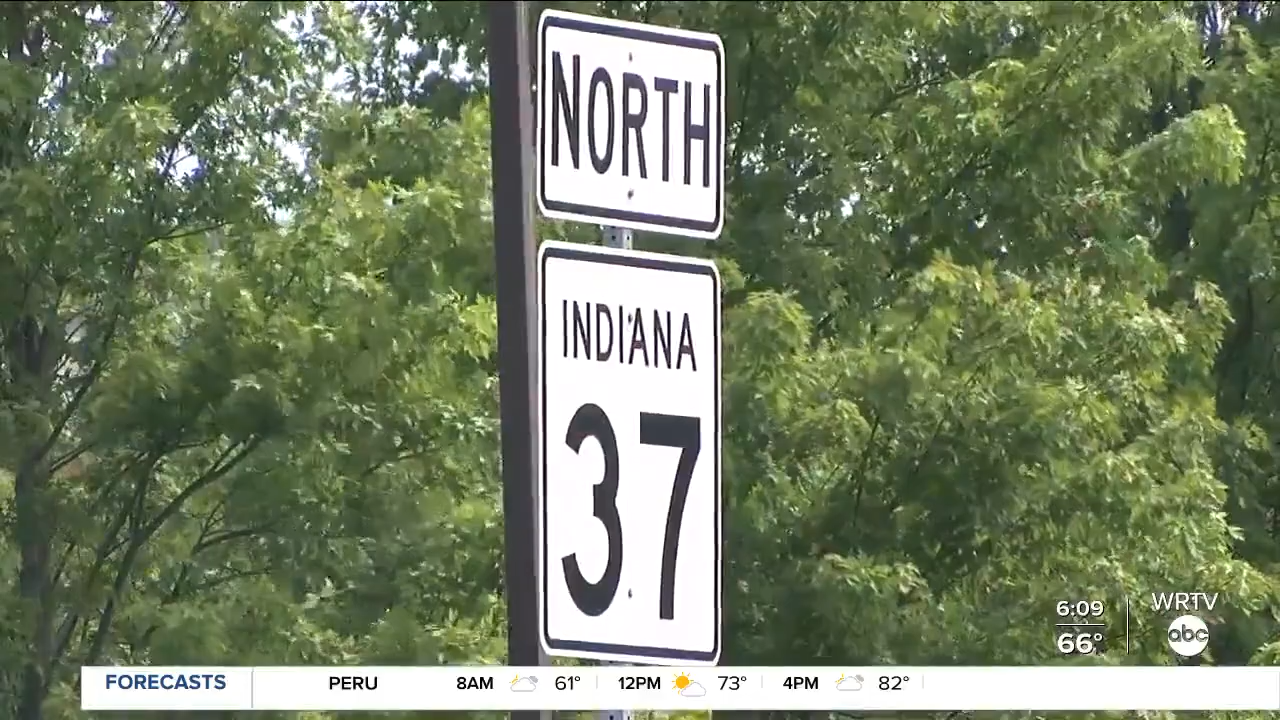 NORTH
INDIANA
37
6:09
66°
WRTV
abc
FORECASTS PERU 8AM 61° 12PM 73° 4PM 82°